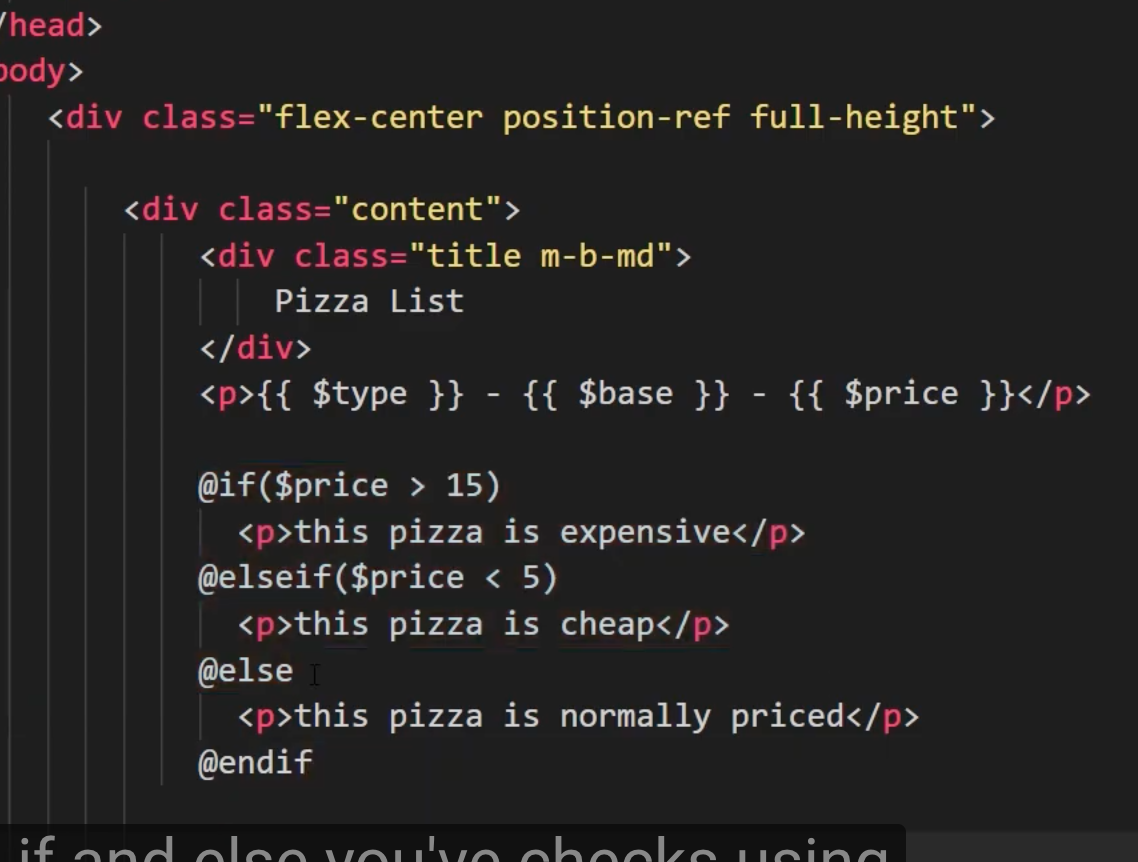 /head>
body>
<div class="flex-center position-ref full-height">
<div class="content">
<div class="title m-b-md">
Pizza List
</div>
<p>{{ $type }} - {{ $base }} - {{ $price }}</p>
@if($price > 15)
<p>this pizza is expensive</p>
@elseif($price < 5)
<p>this pizza is cheap</p>
@else
<p>this pizza is normally priced</p>
@endif
if and else you've checks using